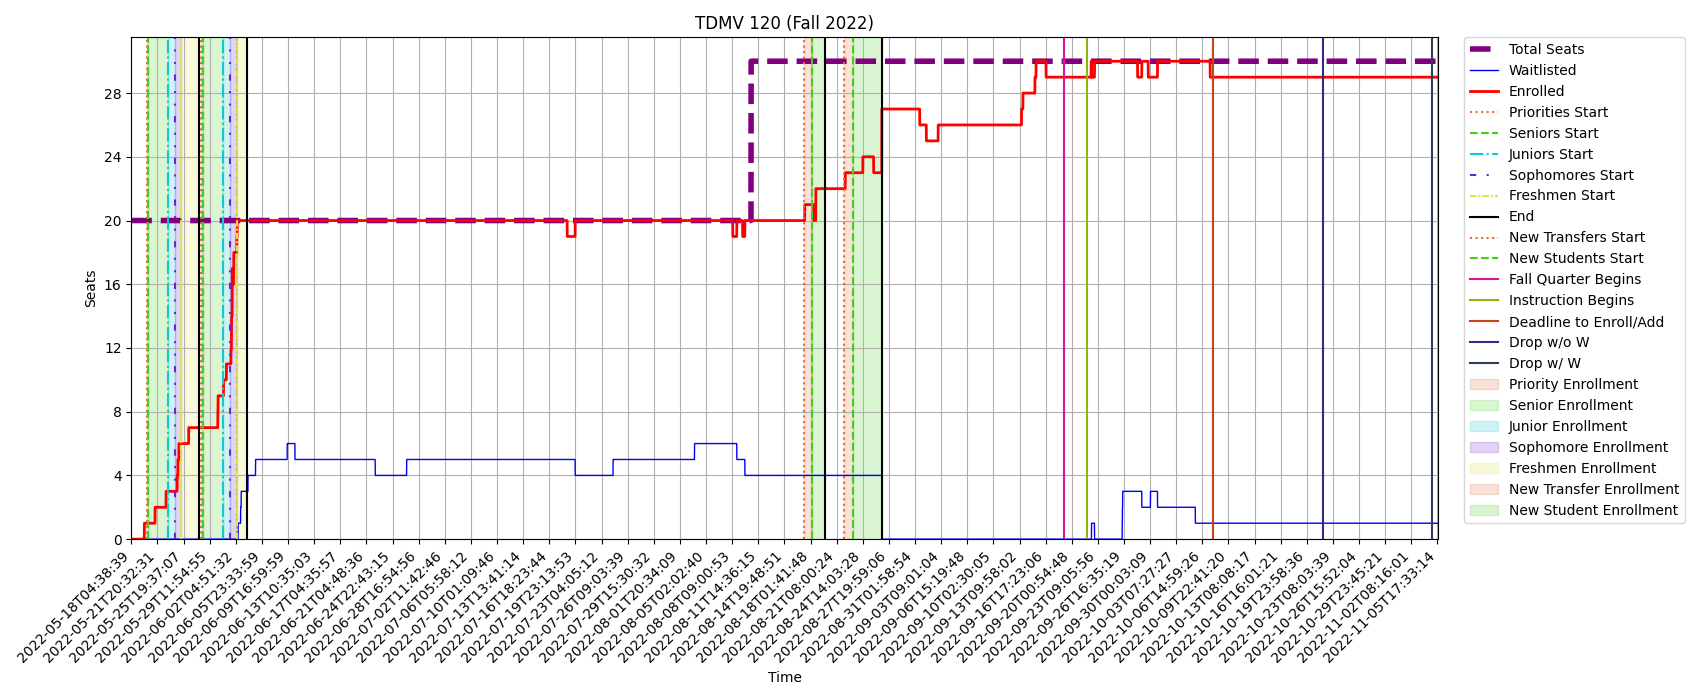 TDMV 120 (Fall 2022)
Seats
28
24
20
16
12
8
4
0
2022-05-18T04:38:39
2022-05-21T20:32:31
2022-05-25T19:37:07
2022-05-29T11:54:55
2022-06-02T04:51:32
2022-06-05T23:33:59
2022-06-09T16:59:59
2022-06-13T10:35:03
2022-06-17T04:35:57
2022-06-21T04:48:36
2022-06-24T22:43:15
2022-06-28T16:54:56
2022-07-02T11:42:46
2022-07-06T05:58:12
2022-07-10T01:09:46
2022-07-13T13:41:14
2022-07-16T18:23:44
2022-07-19T23:13:53
2022-07-23T04:05:12
2022-07-26T09:03:39
2022-07-29T15:30:32
2022-08-01T20:34:09
2022-08-05T02:02:40
2022-08-08T09:00:53
2022-08-11T14:36:15
2022-08-14T19:48:51
2022-08-18T01:41:48
2022-08-21T08:00:24
2022-08-24T14:03:28
2022-08-27T19:59:06
2022-08-31T01:58:54
2022-09-03T09:01:04
2022-09-06T15:19:48
2022-09-10T02:30:05
2022-09-13T09:58:02
2022-09-16T17:23:06
2022-09-20T00:54:48
2022-09-23T09:05:56
2022-09-26T16:35:19
2022-09-30T00:03:09
2022-10-03T07:27:27
2022-10-06T14:59:26
2022-10-09T22:41:20
2022-10-13T08:08:17
2022-10-16T16:01:21
2022-10-19T23:58:36
2022-10-23T08:03:39
2022-10-26T15:52:04
2022-10-29T23:45:21
2022-11-02T08:16:01
2022-11-05T17:33:14
Time
Total Seats
Waitlisted
Enrolled
Priorities Start
Seniors Start
Juniors Start
Sophomores Start
Freshmen Start
End
New Transfers Start
New Students Start
Fall Quarter Begins
Instruction Begins
Deadline to Enroll/Add
Drop w/o W
Drop w/ W
Priority Enrollment
Senior Enrollment
Junior Enrollment
Sophomore Enrollment
Freshmen Enrollment
New Transfer Enrollment
New Student Enrollment